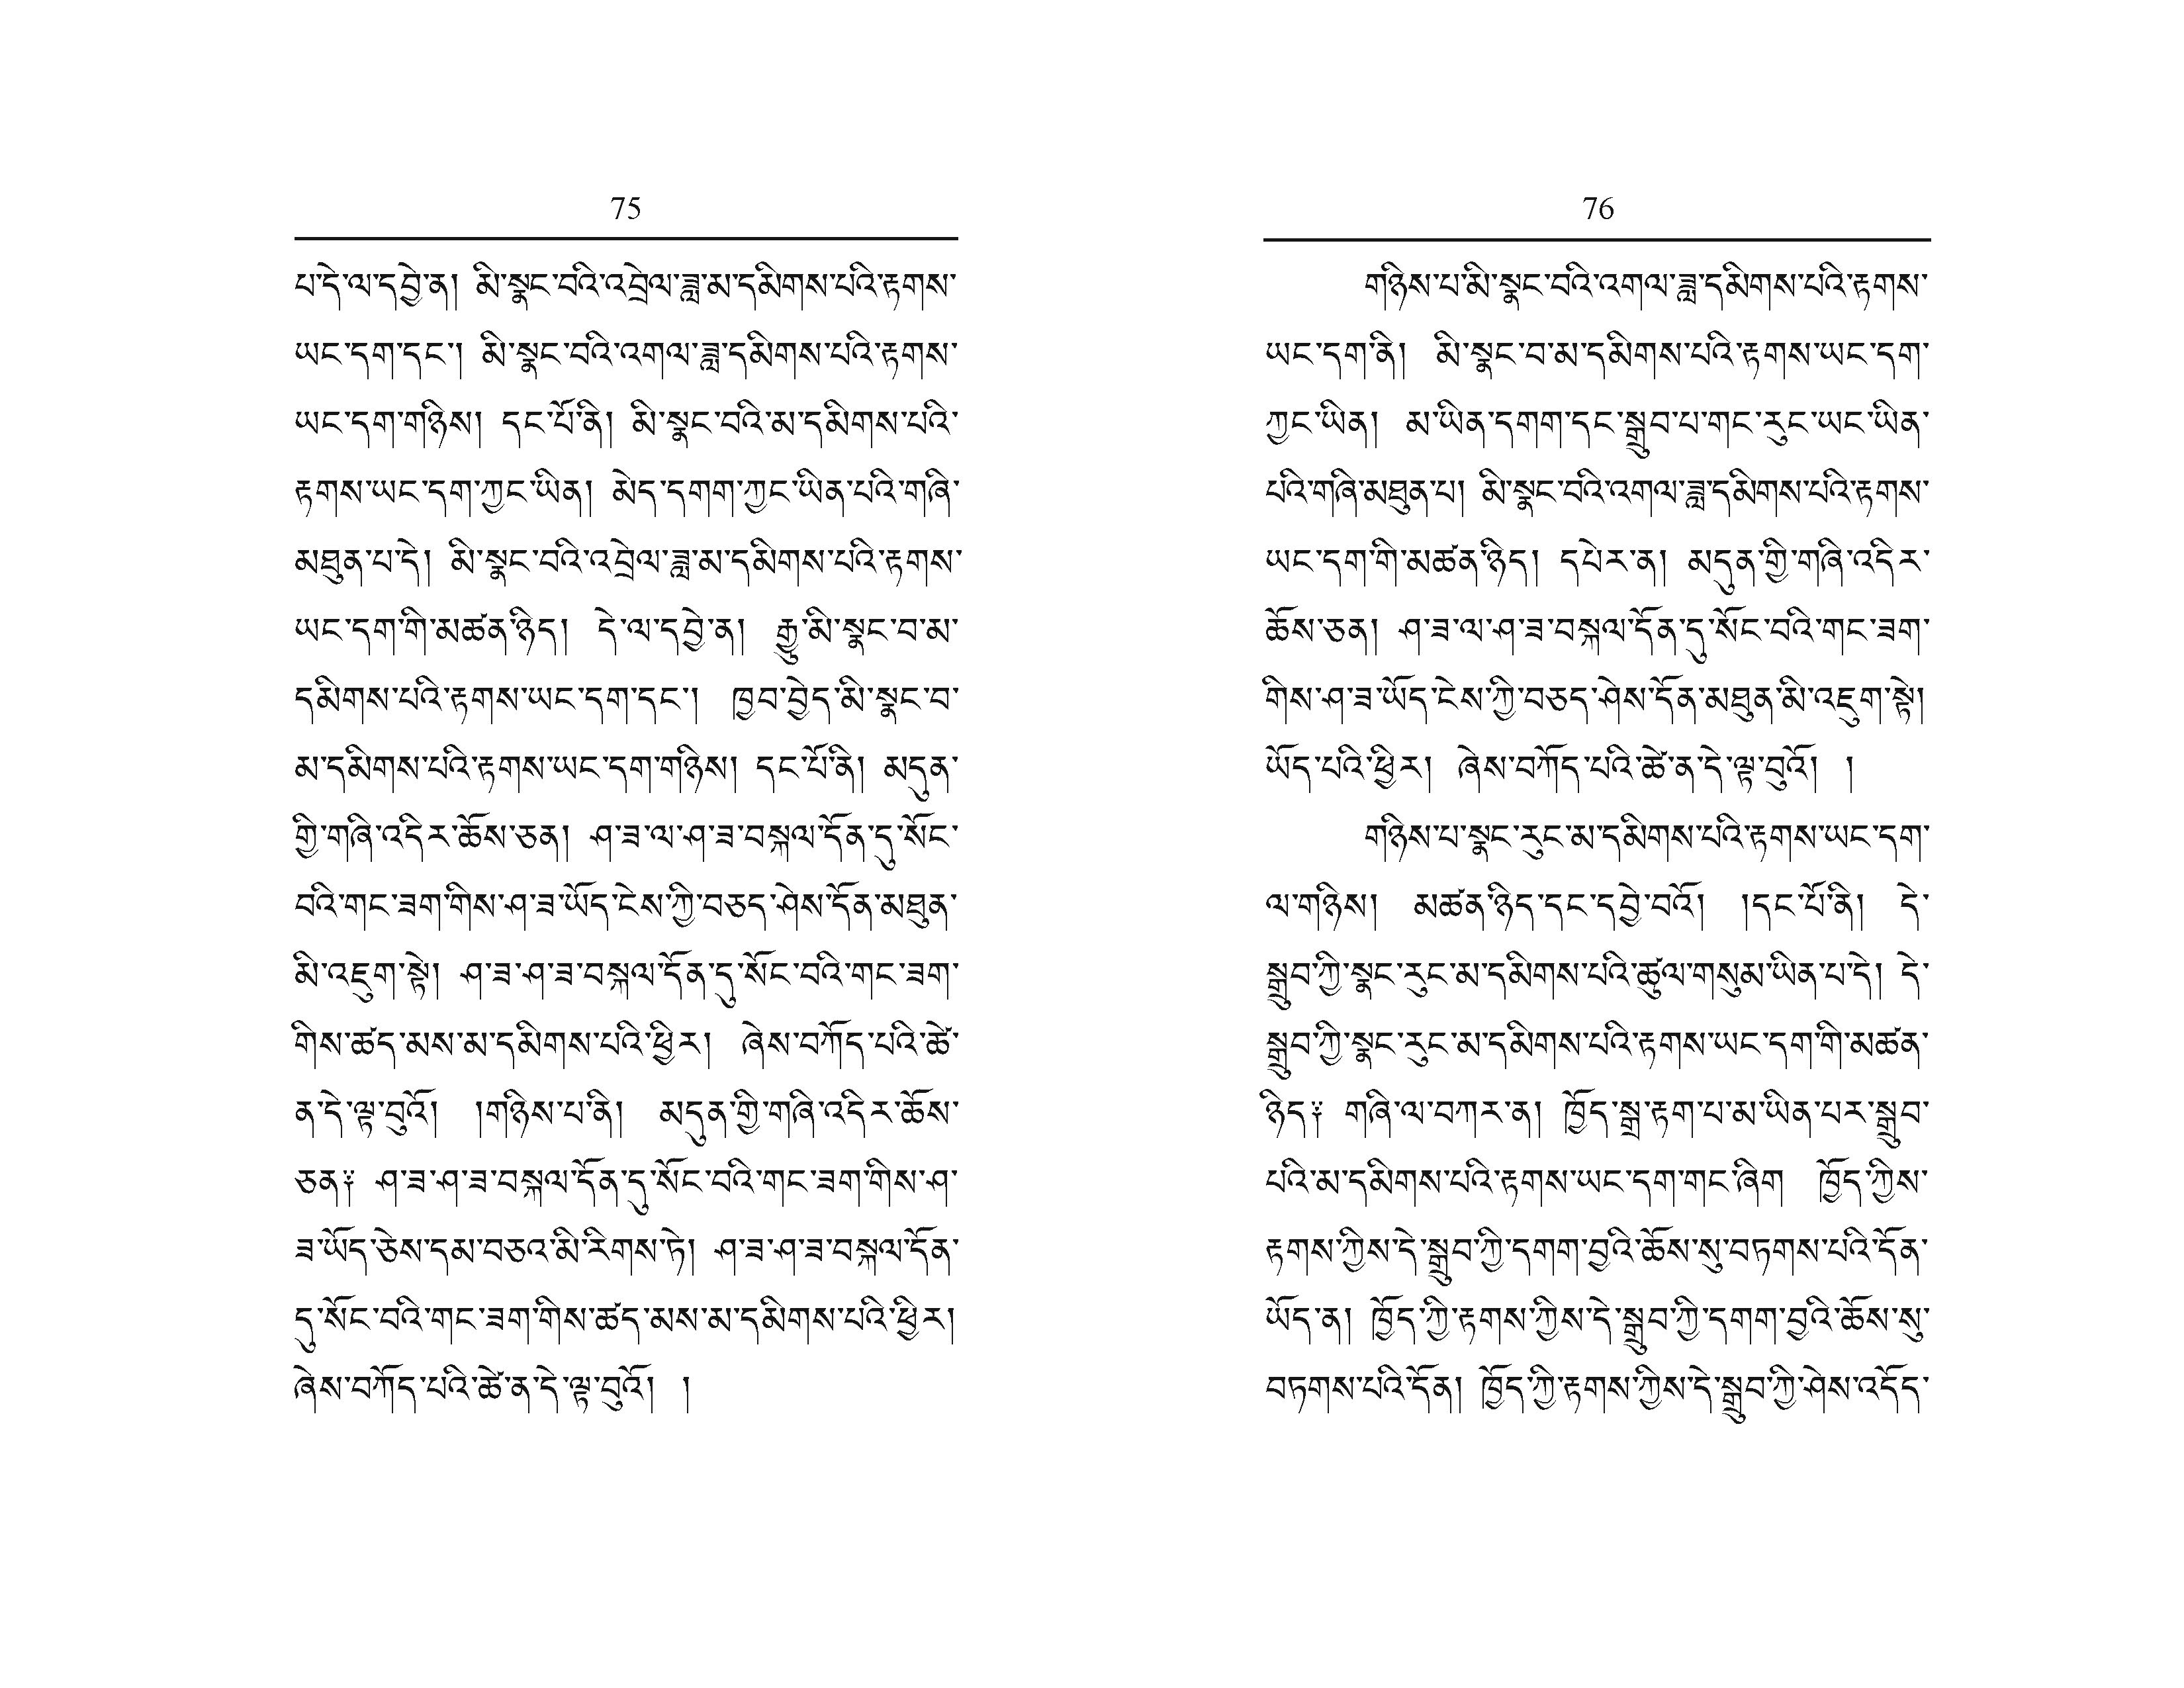 75
པ་དེ་ལ་དབྱེ་ན། མི་སྣང་བའི་འབྲེལ་ཟླ་མ་དམིགས་པའི་རྟགས་
ཡང་དག་དང་། མི་སྣང་བའི་འགལ་ཟླ་དམིགས་པའི་རྟགས་
ཡང་དག་གཉིས། དང་པོ་ནི། མི་སྣང་བའི་མ་དམིགས་པའི་
རྟགས་ཡང་དག་ཀྱང་ཡིན། མེད་དགག་ཀྱང་ཡིན་པའི་གཞི་
མཐུན་པ་དེ། མི་སྣང་བའི་འབྲེལ་ཟླ་མ་དམིགས་པའི་རྟགས་
ཡང་དག་གི་མཚན་ཉིད། དེ་ལ་དབྱེ་ན། རྒྱུ་མི་སྣང་བ་མ་
དམིགས་པའི་རྟགས་ཡང་དག་དང་། ཁྱབ་བྱེད་མི་སྣང་བ་
མ་དམིགས་པའི་རྟགས་ཡང་དག་གཉིས། དང་པོ་ནི། མདུན་
གྱི་གཞི་འདིར་ཆོས་ཅན། ཤ་ཟ་ལ་ཤ་ཟ་བསྐལ་དོན་དུ་སོང་
བའི་གང་ཟག་གིས་ཤ་ཟ་ཡོད་ངེས་ཀྱི་བཅད་ཤེས་དོན་མཐུན་
མི་འཇུག་སྟེ། ཤ་ཟ་ཤ་ཟ་བསྐལ་དོན་དུ་སོང་བའི་གང་ཟག་
གིས་ཚད་མས་མ་དམིགས་པའི་ཕྱིར། ཞེས་བཀོད་པའི་ཚེ་
ན་དེ་ལྟ་བུའོ། །གཉིས་པ་ནི། མདུན་གྱི་གཞི་འདིར་ཆོས་
ཅན༑ ཤ་ཟ་ཤ་ཟ་བསྐལ་དོན་དུ་སོང་བའི་གང་ཟག་གིས་ཤ་
ཟ་ཡོད་ཅེས་དམ་བཅའ་མི་རིགས་ཏེ། ཤ་ཟ་ཤ་ཟ་བསྐལ་དོན་
དུ་སོང་བའི་གང་ཟག་གིས་ཚད་མས་མ་དམིགས་པའི་ཕྱིར།
ཞེས་བཀོད་པའི་ཚེ་ན་དེ་ལྟ་བུའོ། །
76
གཉིས་པ་མི་སྣང་བའི་འགལ་ཟླ་དམིགས་པའི་རྟགས་
ཡང་དག་ནི། མི་སྣང་བ་མ་དམིགས་པའི་རྟགས་ཡང་དག་
ཀྱང་ཡིན། མ་ཡིན་དགག་དང་སྒྲུབ་པ་གང་རུང་ཡང་ཡིན་
པའི་གཞི་མཐུན་པ། མི་སྣང་བའི་འགལ་ཟླ་དམིགས་པའི་རྟགས་
ཡང་དག་གི་མཚན་ཉིད། དཔེར་ན། མདུན་གྱི་གཞི་འདིར་
ཆོས་ཅན། ཤ་ཟ་ལ་ཤ་ཟ་བསྐལ་དོན་དུ་སོང་བའི་གང་ཟག་
གིས་ཤ་ཟ་ཡོད་ངེས་ཀྱི་བཅད་ཤེས་དོན་མཐུན་མི་འཇུག་སྟེ།
ཡོད་པའི་ཕྱིར། ཞེས་བཀོད་པའི་ཚེ་ན་དེ་ལྟ་བུའོ། །
གཉིས་པ་སྣང་རུང་མ་དམིགས་པའི་རྟགས་ཡང་དག་
ལ་གཉིས། མཚན་ཉིད་དང་དབྱེ་བའོ། །དང་པོ་ནི། དེ་
སྒྲུབ་ཀྱི་སྣང་རུང་མ་དམིགས་པའི་ཚུལ་གསུམ་ཡིན་པ་དེ། དེ་
སྒྲུབ་ཀྱི་སྣང་རུང་མ་དམིགས་པའི་རྟགས་ཡང་དག་གི་མཚན་
ཉིད༑ གཞི་ལ་བཀར་ན། ཁྱོད་སྒྲ་རྟག་པ་མ་ཡིན་པར་སྒྲུབ་
པའི་མ་དམིགས་པའི་རྟགས་ཡང་དག་གང་ཞིག ཁྱོད་ཀྱིས་
རྟགས་ཀྱིས་དེ་སྒྲུབ་ཀྱི་དགག་བྱའི་ཆོས་སུ་བཏགས་པའི་དོན་
ཡོད་ན། ཁྱོད་ཀྱི་རྟགས་ཀྱིས་དེ་སྒྲུབ་ཀྱི་དགག་བྱའི་ཆོས་སུ་
བཏགས་པའི་དོན། ཁྱོད་ཀྱི་རྟགས་ཀྱིས་དེ་སྒྲུབ་ཀྱི་ཤེས་འདོད་